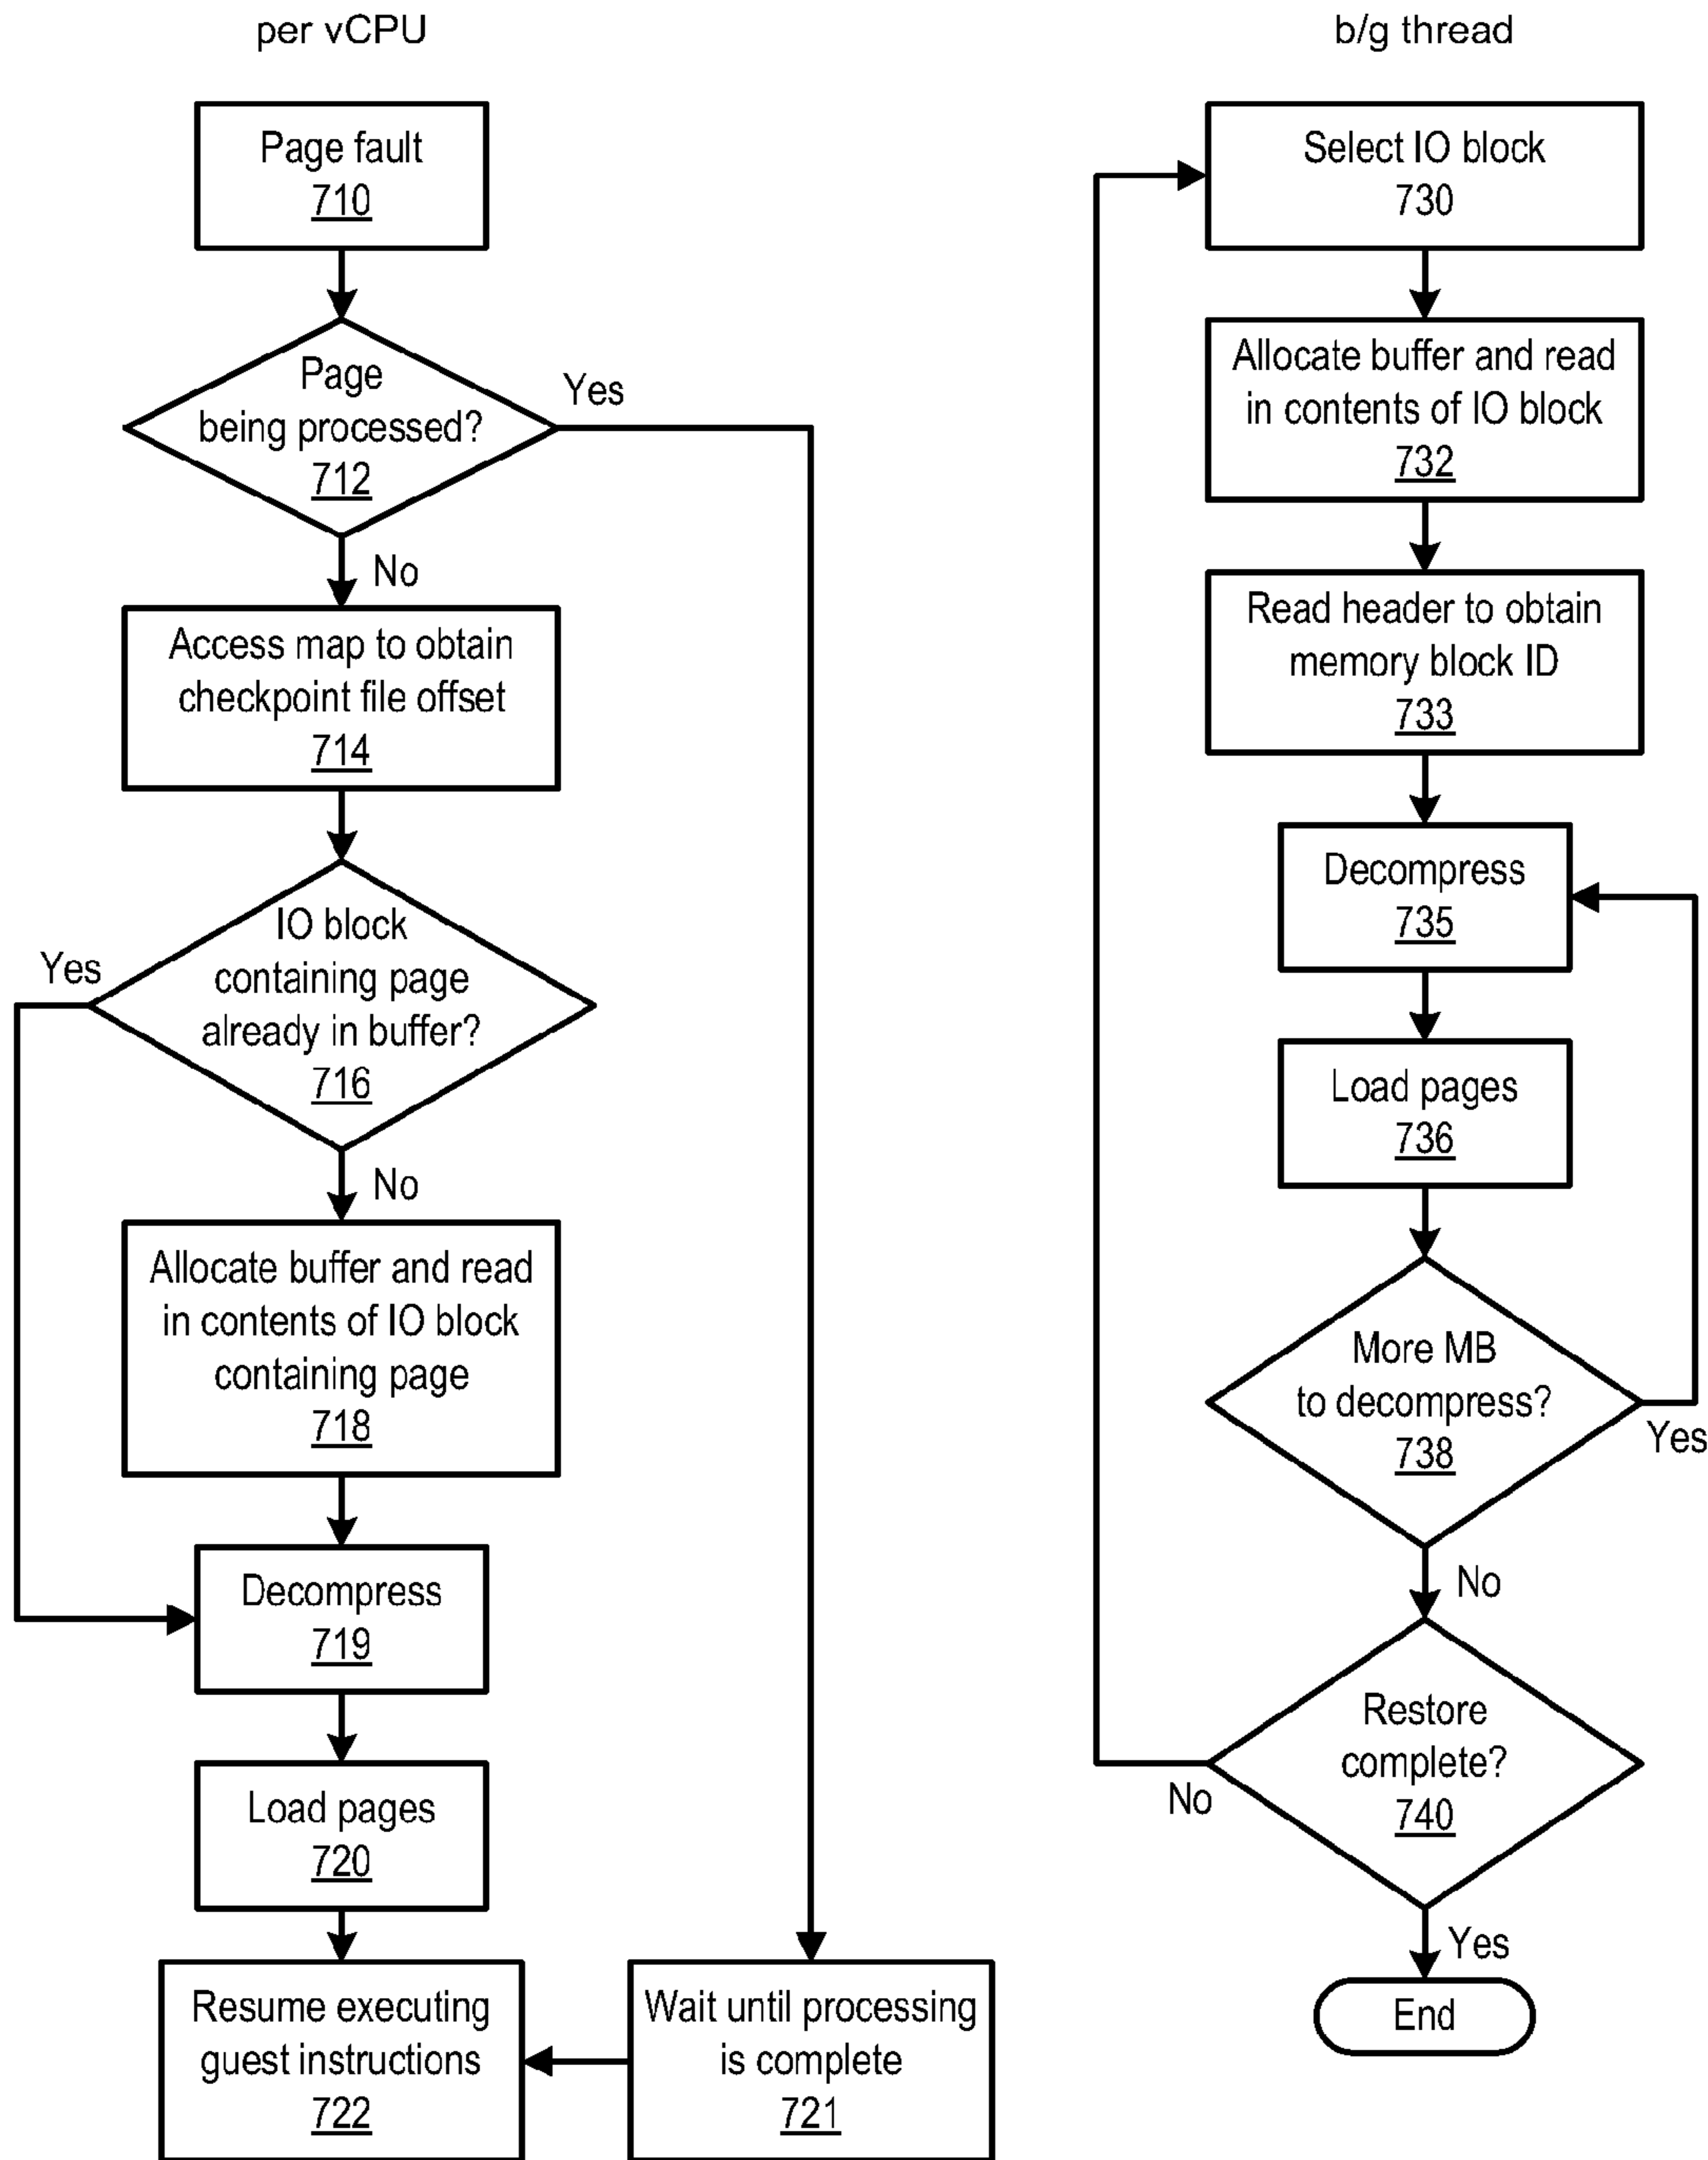 per vCPU
Page fault
710
Page
being processed?
712
Yes
No
Access map to obtain
checkpoint file offset
714
IO block
containing page
already in buffer?
716
Yes
No
Allocate buffer and read
in contents of IO block
containing page
718
Decompress
719
Load pages
720
Resume executing
guest instructions
722
Wait until processing
is complete
721
b/g thread
Select IO block
730
Allocate buffer and read
in contents of IO block
732
Read header to obtain
memory block ID
733
Decompress
735
Load pages
736
More MB
to decompress?
738
Yes
No
Restore
complete?
740
No
Yes
End